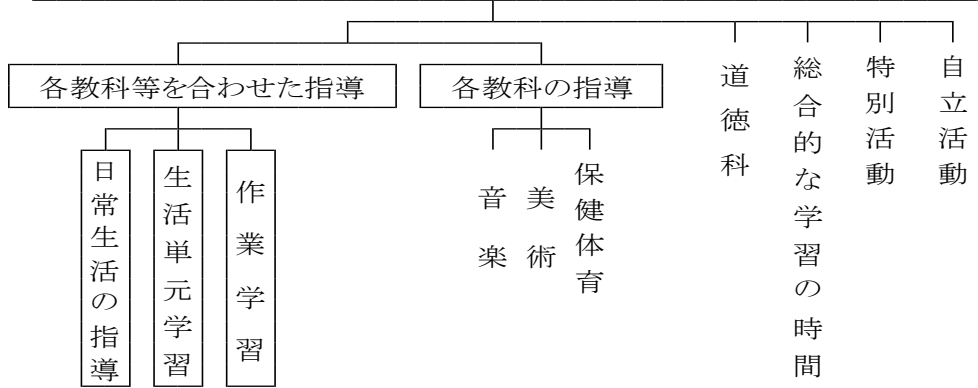 各教科等を合わせた指導
日常生活の指導
生活単元学習
作業学習
各教科の指導
音楽
美術
保健体育
道徳科
総合的な学習の時間
特別活動
自立活動